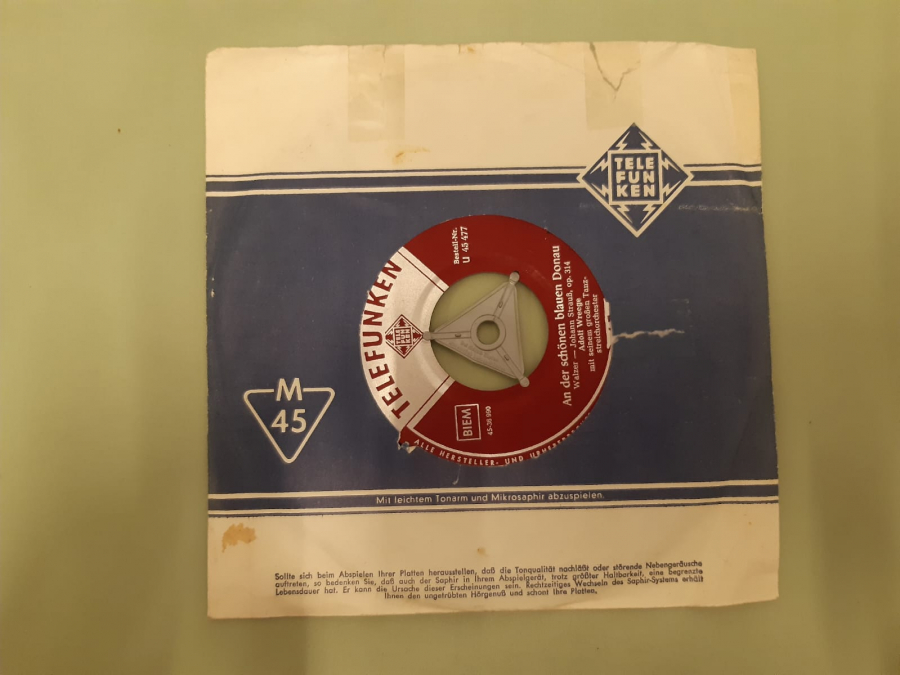 TELE
FUN
KEN
TELEFUNKEN
TELE
FUN
KEN
Bestell-Nr.
U 45 477
An der schönen blauen Donau
Walzer — Johann Strauß, op. 314
Adolf Wreege
mit seinem großen Tanz-
streichorchester
BIEM
ALLE HERSTELLER- UND
M
45
Mit leichtem Tonarm und Mikrosaphir abzuspielen.
Sollte sich beim Abspielen Ihrer Platten herausstellen, daß die Tonqualität nachläßt oder störende Nebengeräusche
auftreten, so bedenken Sie, daß auch der Saphir in Ihrem Abspielgerät, trotz größter Haltbarkeit, eine begrenzte
Lebensdauer hat. Er kann die Ursache dieser Erscheinungen sein. Rechtzeitiges Wechseln des Saphir-Systems erhält
Ihnen den ungetrübten Hörgenuß und schont Ihre Platten.